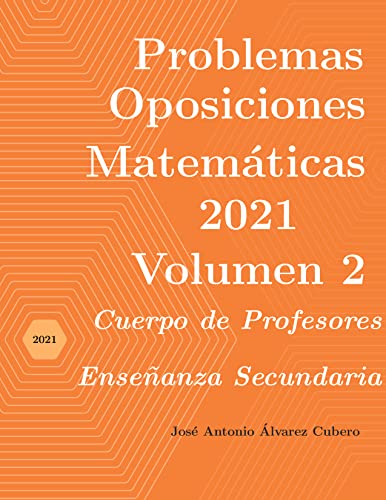 Problemas
Oposiciones
Matemáticas
2021
Volumen 2
Cuerpo de Profesores
2021
Enseñanza Secundaria
José Antonio Álvarez Cubero